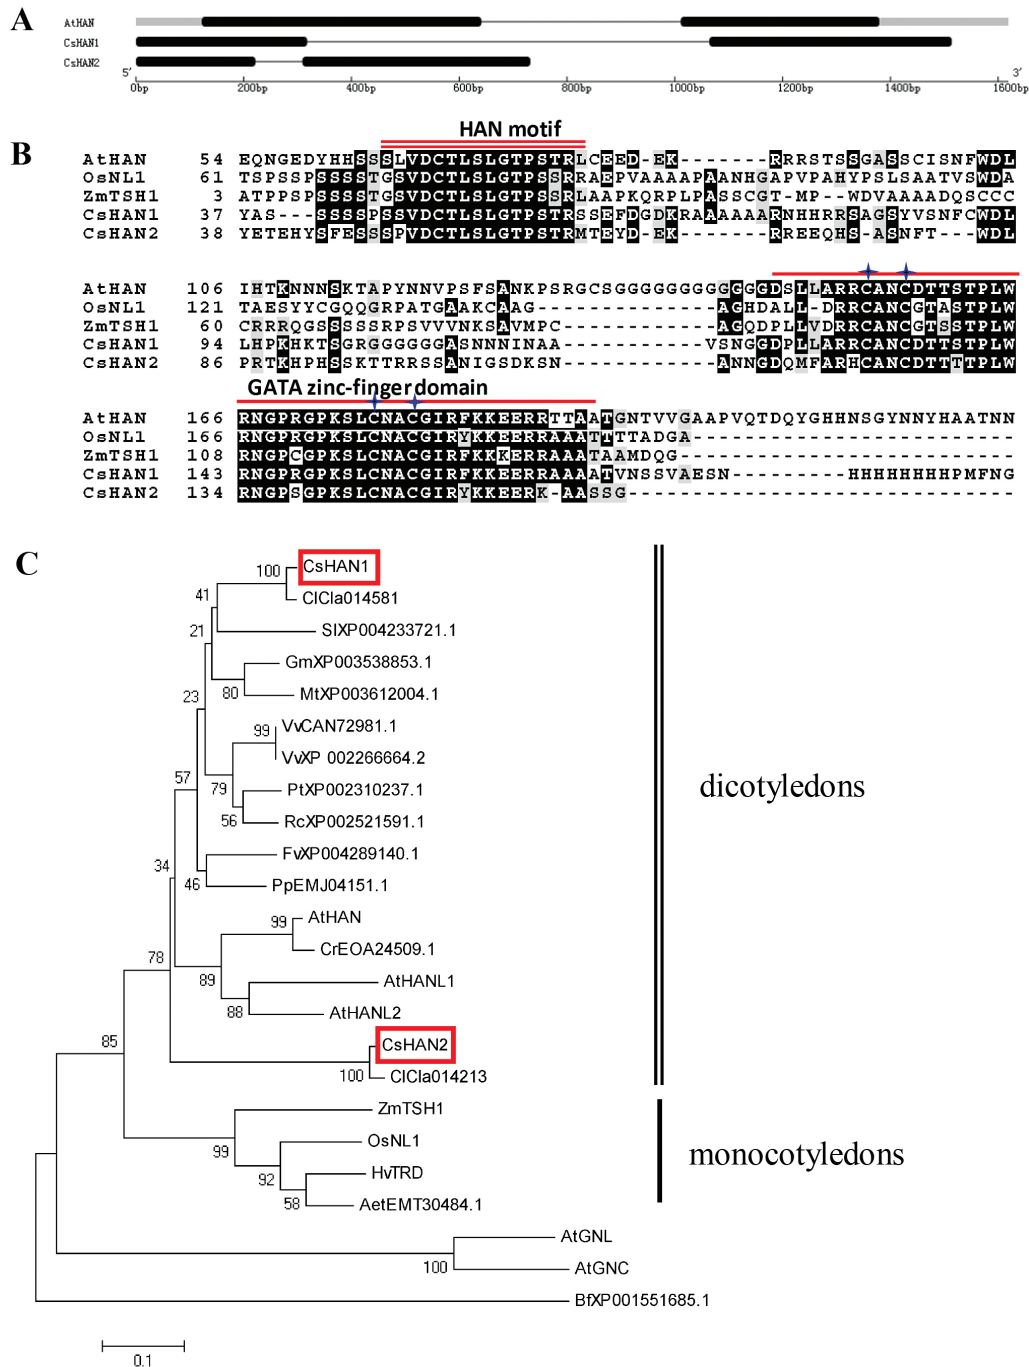 A
AtHAN
CsHAN1
CsHAN2
5' 3'
0bp 200bp 400bp 600bp 800bp 1000bp 1200bp 1400bp 1600bp
B
HAN motif
AtHAN 54 EQNGEDYHHSSSLVDCTLSLGTPSTRLCEED-EK-------RRRSTSSGASSCISNFWDL
OsNL1 61 TSPSSPSSSSTGSVDCTLSLGTPSSRRAEPVAAAAPAANHGAPVPAHYPSLSAATVSWDA
ZmTSH1 3 ATPPSPSSSSTGSVDCTLSLGTPSSRLAAPKQRPLPASSCGT-MP--WDVAAAADQSCCC
CsHAN1 37 YAS---SSSSPSSVDCTLSLGTPSTRSSEFDGDKRAAAAAARNHHRRSAGSYVSNFCWDL
CsHAN2 38 YETEHYSFESSSPVDCTLSLGTPSTRMTEYD-EK-------RREEQHS-ASNFT---WDL
AtHAN 106 IHTKNNNSKTAPYNNVPSFSANKPSRGCSGGGGGGGGGGGGDSLLARRCANCDTTSTPLW
OsNL1 121 TAESYYCGQQGRPATGAAKCAAG--------------AGHDALL-DRRCANCGTASTPLW
ZmTSH1 60 CRRRQGSSSSSRPSVVVNKSAVMPC------------AGQDPLLVDRRCANCGTSSTPLW
CsHAN1 94 LHPKHKTSGRGGGGGGASNNNINAA-----------VSNGGDPLLARRCANCDTTSTPLW
CsHAN2 86 PRTKHPHSSKTTRRSSANIGSDKSN------------ANNGDQMFARHCANCDTTTTPLW
GATA zinc-finger domain
AtHAN 166 RNGPRGPKSLCNACGIRFKKEERRTTAATGNTVVGAAPVQTDQYGHHNSGYNNYHAATNN
OsNL1 166 RNGPRGPKSLCNACGIRYKKEERRAAATTTTADGA-------------------------
ZmTSH1 108 RNGPCGPKSLCNACGIRFKKKERRAAATAAMDQG--------------------------
CsHAN1 143 RNGPRGPKSLCNACGIRFKKEERRAAAATVNSSVAESN---------HHHHHHHHPMFNG
CsHAN2 134 RNGPSGPKSLCNACGIRYKKEERK-AASSG------------------------------
C
100 CsHAN1
41 ClCla014581
21 SlXP004233721.1
GmXP003538853.1
23 80 MtXP003612004.1
99 VvCAN72981.1
VvXP 002266664.2
57 79 PtXP002310237.1
56 RcXP002521591.1
dicotyledons
FvXP004289140.1
34 46 PpEMJ04151.1
99 AtHAN
CrEOA24509.1
78 89 AtHANL1
88 AtHANL2
85 CsHAN2
100 ClCla014213
ZmTSH1
99 OsNL1
92 HvTRD
monocotyledons
58 AetEMT30484.1
AtGNL
100 AtGNC
BfXP001551685.1
0.1